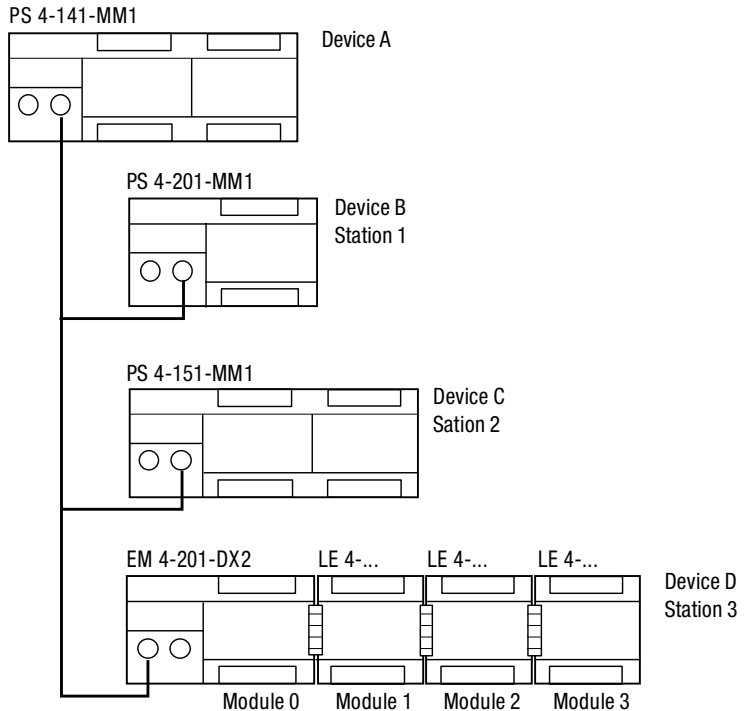 PS 4-141-MM1
Device A
PS 4-201-MM1
Device B
Station 1
PS 4-151-MM1
Device C
Sation 2
EM 4-201-DX2
LE 4-...
LE 4-...
LE 4-...
Device D
Station 3
Module 0
Module 1
Module 2
Module 3